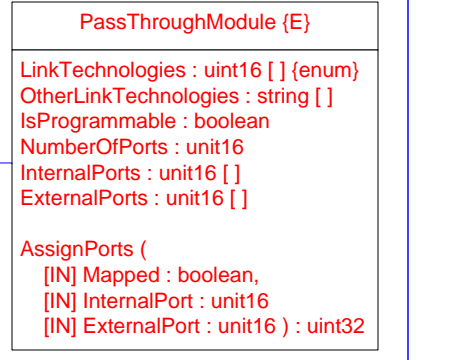 PassThroughModule {E}
LinkTechnologies : uint16 [ ] {enum}
OtherLinkTechnologies : string [ ]
IsProgrammable : boolean
NumberOfPorts : unit16
InternalPorts : unit16 [ ]
ExternalPorts : unit16 [ ]
AssignPorts (
[IN] Mapped : boolean,
[IN] InternalPort : unit16
[IN] ExternalPort : unit16 ) : uint32